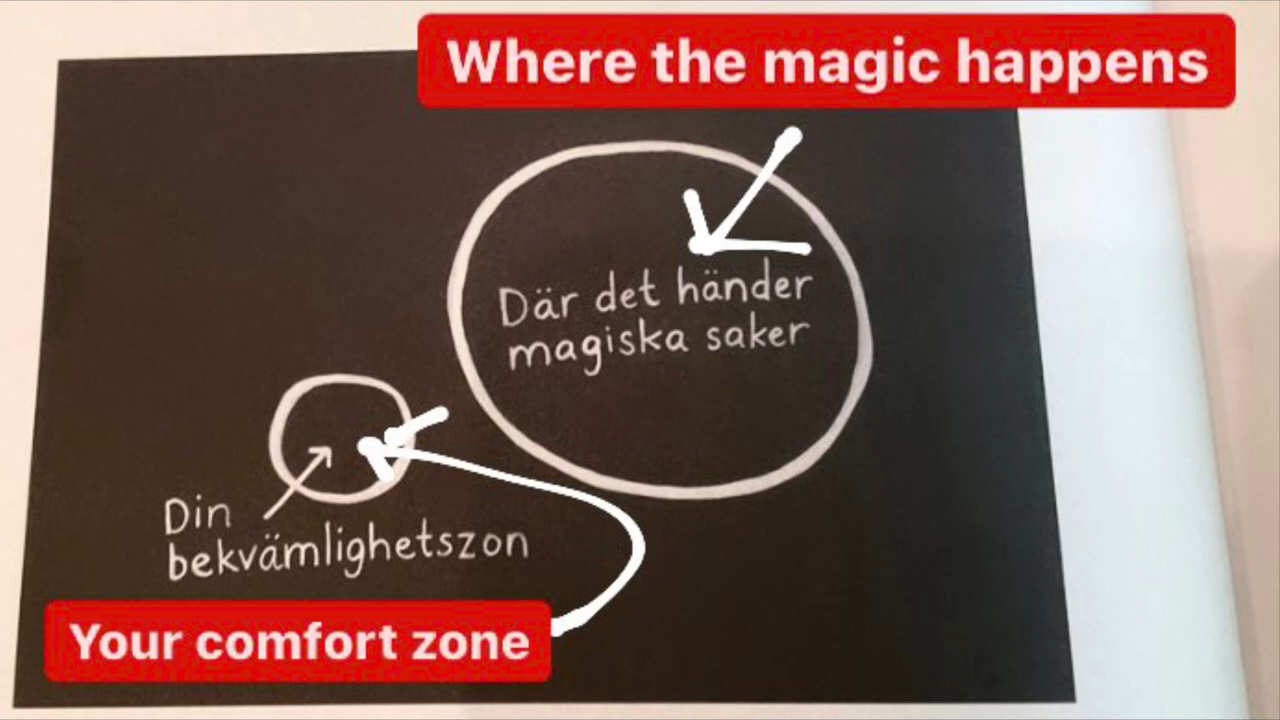 Where the magic happens
Där det händer
magiska saker
Din
bekvämlighetszon
Your comfort zone